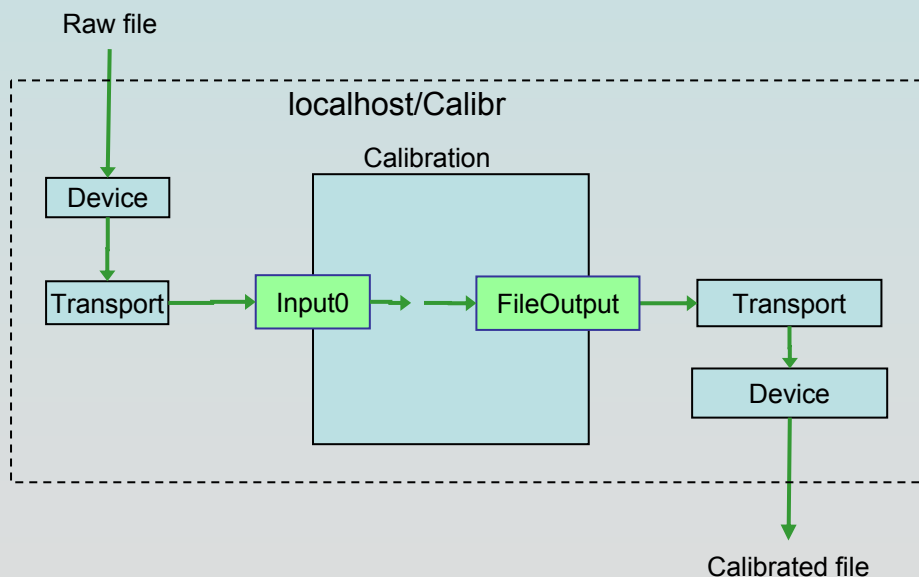 Raw file
localhost/Calibr
Calibration
Device
Transport
Input0
FileOutput
Transport
Device
Calibrated file